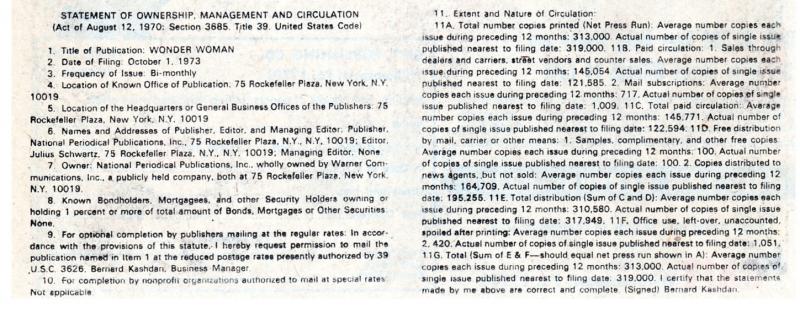 STATEMENT OF OWNERSHIP, MANAGEMENT AND CIRCULATION
(Act of August 12, 1970: Section 3685. Title 39. United States Code)
1. Title of Publication: WONDER WOMAN
2. Date of Filing: October 1, 1973
3. Frequency of Issue: Bi-monthly
4. Location of Known Office of Publication. 75 Rockefeller Plaza, New York, N.Y.
10019
5. Location of the Headquarters or General Business Offices of the Publishers: 75
Rockefeller Plaza, New York, N.Y. 10019
6. Names and Addresses of Publisher, Editor, and Managing Editor: Publisher,
National Periodical Publications, Inc., 75 Rockefeller Plaza, N.Y., N.Y. 10019; Editor,
Julius Schwartz, 75 Rockefeller Plaza, N.Y., N.Y. 10019; Managing Editor: None
7. Owner: National Periodical Publications, Inc., wholly owned by Warner Com-
munications, Inc., a publicly held company, both at 75 Rockefeller Plaza, New York,
N.Y. 10019.
8. Known Bondholders, Mortgagees, and other Security Holders owning or
holding 1 percent or more of total amount of Bonds, Mortgages or Other Securities:
None.
9. For optional completion by publishers mailing at the regular rates: In accor-
dance with the provisions of this statute, I hereby request permission to mail the
publication named in Item 1 at the reduced postage rates presently authorized by 39
U.S.C. 3626. Bernard Kashdan, Business Manager.
10. For completion by nonprofit organizations authorized to mail at special rates:
Not applicable
11. Extent and Nature of Circulation:
11A. Total number copies printed (Net Press Run): Average number copies each
issue during preceding 12 months: 313,000. Actual number of copies of single issue
published nearest to filing date: 319,000. 11B. Paid circulation: 1. Sales through
dealers and carriers, street vendors and counter sales. Average number copies each
issue during preceding 12 months: 145,054. Actual number of copies of single issue
published nearest to filing date: 121,585. 2. Mail subscriptions: Average number
copies each issue during preceding 12 months: 717. Actual number of copies of single
issue published nearest to filing date: 1,009. 11C. Total paid circulation: Average
number copies each issue during preceding 12 months: 145,771. Actual number of
copies of single issue published nearest to filing date: 122,594. 11D. Free distribution
by mail, carrier or other means: 1. Samples, complimentary, and other free copies:
Average number copies each issue during preceding 12 months: 100. Actual number
of copies of single issue published nearest to filing date: 100. 2. Copies distributed to
news agents, but not sold: Average number copies each issue during preceding 12
months: 164,709. Actual number of copies of single issue published nearest to filing
date: 195,255. 11E. Total distribution (Sum of C and D): Average number copies each
issue during preceding 12 months: 310,580. Actual number of copies of single issue
published nearest to filing date: 317,949. 11F. Office use, left-over, unaccounted,
spoiled after printing: Average number copies each issue during preceding 12 months:
2, 420. Actual number of copies of single issue published nearest to filing date: 1,051.
11G. Total (Sum of E & F—should equal net press run shown in A): Average number
copies each issue during preceding 12 months: 313,000. Actual number of copies of
single issue published nearest to filing date: 319,000. I certify that the statements
made by me above are correct and complete. (Signed) Bernard Kashdan.